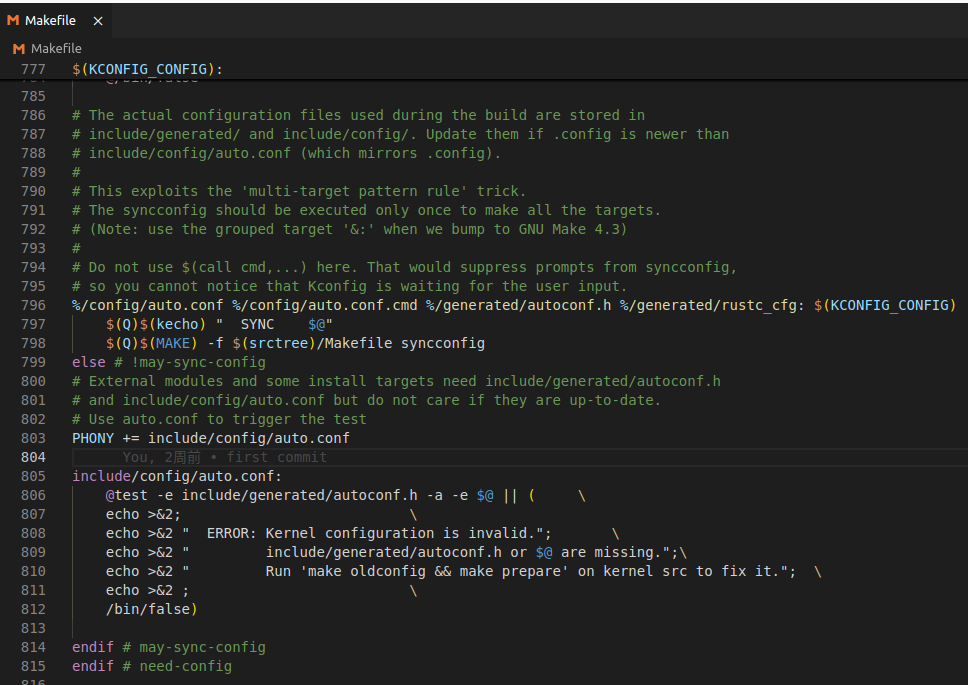 Makefile ×
Makefile
777 $(KCONFIG_CONFIG):
785
786 # The actual configuration files used during the build are stored in
787 # include/generated/ and include/config/. Update them if .config is newer than
788 # include/config/auto.conf (which mirrors .config).
789 #
790 # This exploits the 'multi-target pattern rule' trick.
791 # The syncconfig should be executed only once to make all the targets.
792 # (Note: use the grouped target '&:' when we bump to GNU Make 4.3)
793 #
794 # Do not use $(call cmd,...) here. That would suppress prompts from syncconfig,
795 # so you cannot notice that Kconfig is waiting for the user input.
796 %/config/auto.conf %/config/auto.conf.cmd %/generated/autoconf.h %/generated/rustc_cfg: $(KCONFIG_CONFIG)
797 $(Q)$(kecho) "  SYNC    $@"
798 $(Q)$(MAKE) -f $(srctree)/Makefile syncconfig
799 else # !may-sync-config
800 # External modules and some install targets need include/generated/autoconf.h
801 # and include/config/auto.conf but do not care if they are up-to-date.
802 # Use auto.conf to trigger the test
803 PHONY += include/config/auto.conf
804 You, 2周前 • first commit
805 include/config/auto.conf:
806 @test -e include/generated/autoconf.h -a -e $@ || ( \
807 echo >&2; \
808 echo >&2 "  ERROR: Kernel configuration is invalid."; \
809 echo >&2 "         include/generated/autoconf.h or $@ are missing.";\
810 echo >&2 "         Run 'make oldconfig && make prepare' on kernel src to fix it."; \
811 echo >&2 ; \
812 /bin/false)
813
814 endif # may-sync-config
815 endif # need-config